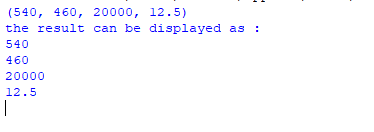 (540, 460, 20000, 12.5)
the result can be displayed as :
540
460
20000
12.5